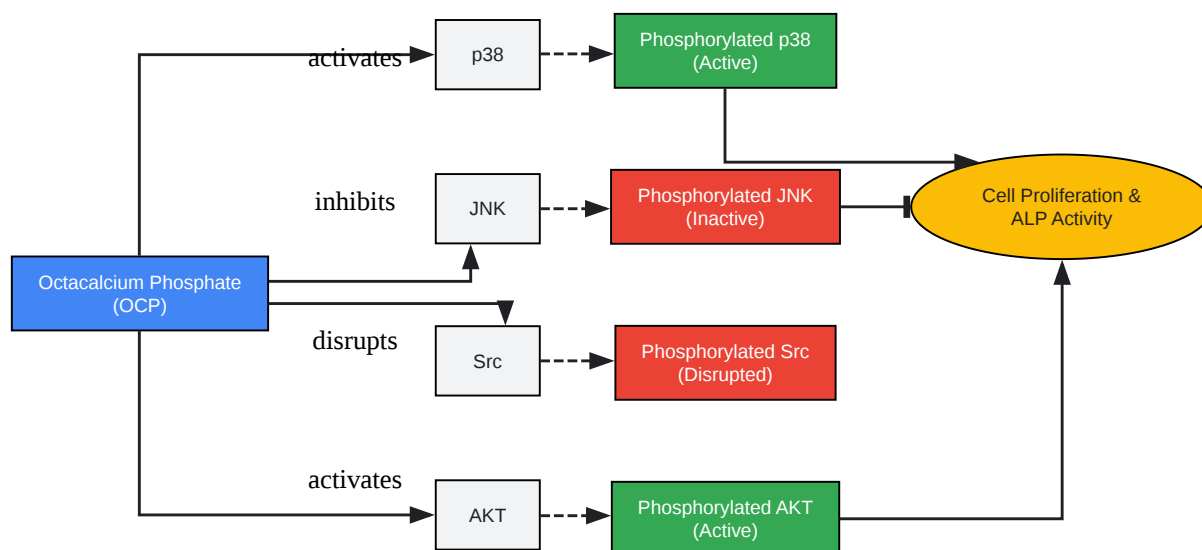 activates
p38
Phosphorylated p38
(Active)
inhibits
JNK
Phosphorylated JNK
(Inactive)
Cell Proliferation &
ALP Activity
Octacalcium Phosphate
(OCP)
disrupts
Src
Phosphorylated Src
(Disrupted)
activates
AKT
Phosphorylated AKT
(Active)